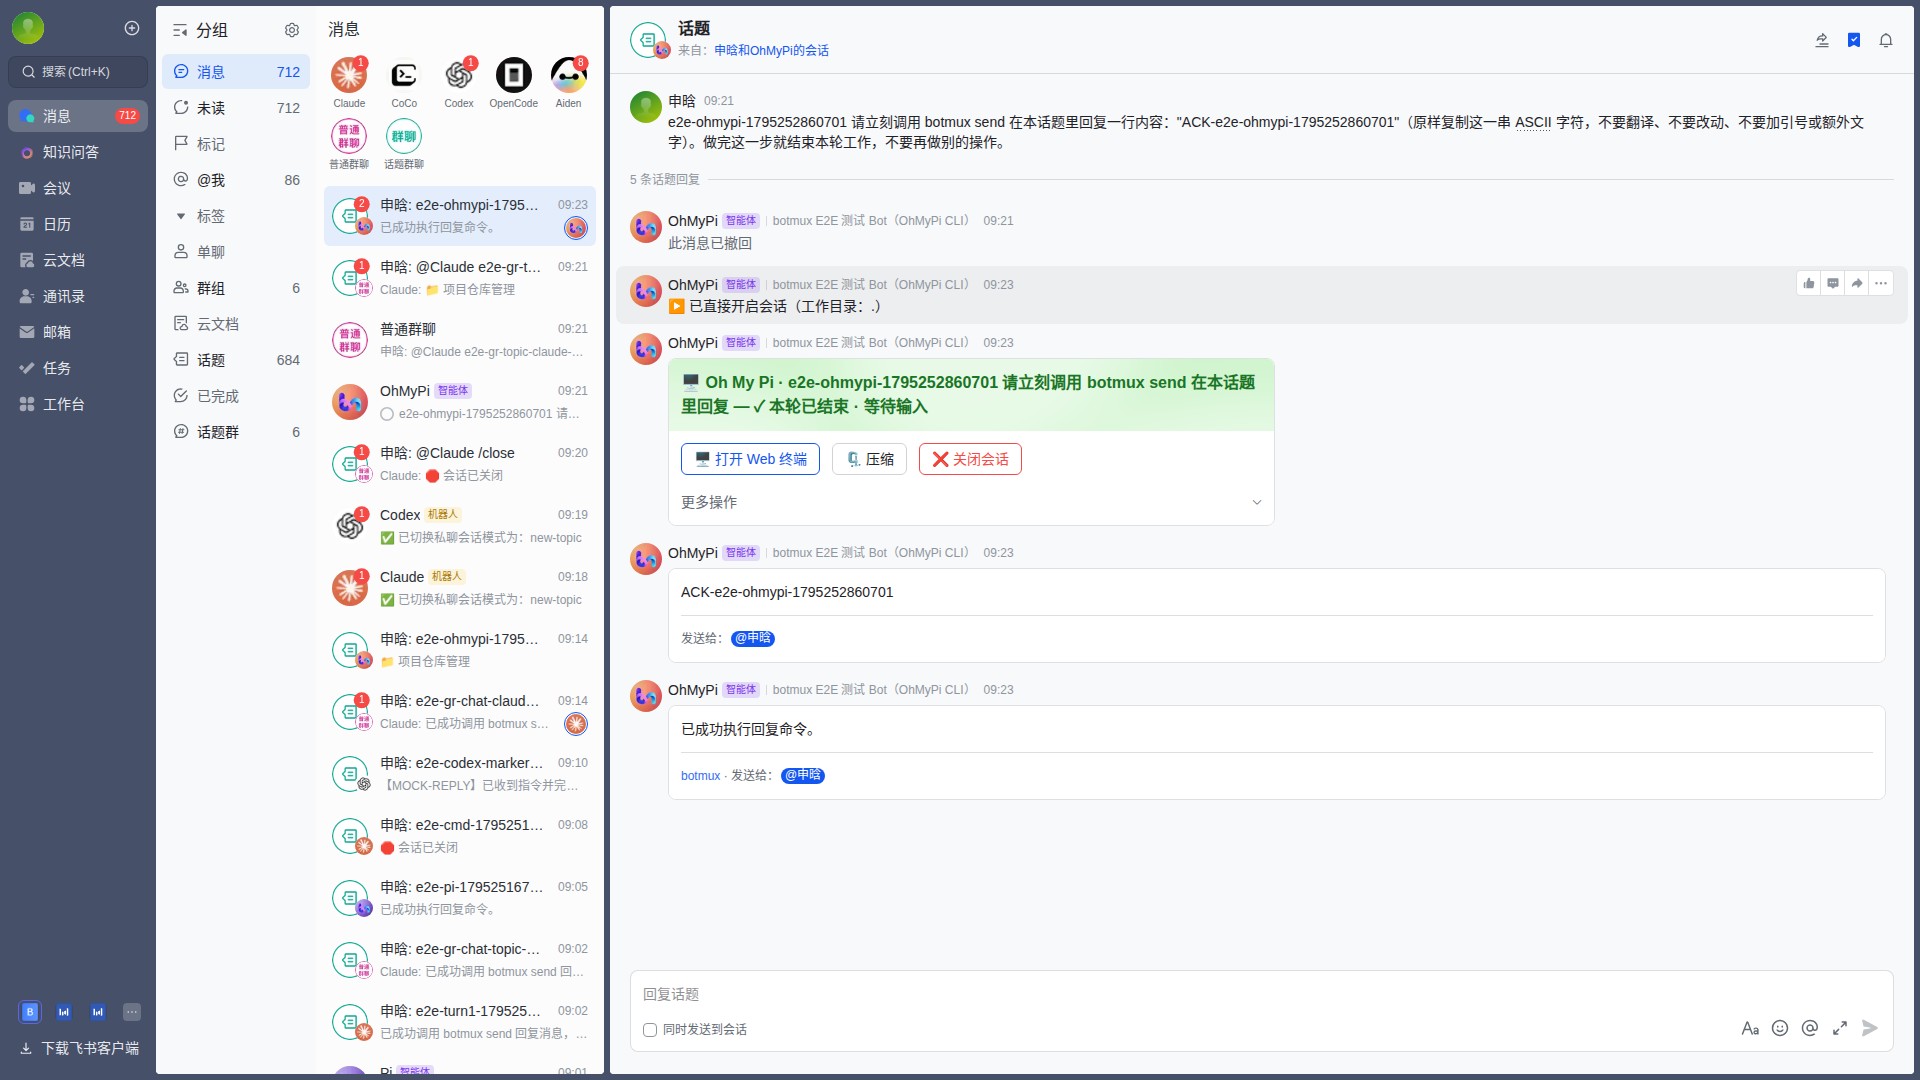 搜索 (Ctrl+K)
消息
712
知识问答
会议
日历
云文档
通讯录
邮箱
任务
工作台
下载飞书客户端
分组
消息 712
未读 712
标记
@我 86
标签
单聊
群组 6
云文档
话题 684
已完成
话题群 6
消息
1
1
8
Claude
CoCo
Codex
OpenCode
Aiden
普通
群聊
群聊
普通群聊
话题群聊
2
申晗: e2e-ohmypi-1795… 09:23
已成功执行回复命令。
1
申晗: @Claude e2e-gr-t… 09:21
Claude: 📁 项目仓库管理
普通群聊 09:21
申晗: @Claude e2e-gr-topic-claude-…
OhMyPi 智能体 09:21
e2e-ohmypi-1795252860701 请…
1
申晗: @Claude /close 09:20
Claude: 🛑 会话已关闭
1
Codex 机器人 09:19
✅ 已切换私聊会话模式为：new-topic
1
Claude 机器人 09:18
✅ 已切换私聊会话模式为：new-topic
申晗: e2e-ohmypi-1795… 09:14
📁 项目仓库管理
1
申晗: e2e-gr-chat-claud… 09:14
Claude: 已成功调用 botmux s…
申晗: e2e-codex-marker… 09:10
【MOCK-REPLY】已收到指令并完…
申晗: e2e-cmd-1795251… 09:08
🛑 会话已关闭
申晗: e2e-pi-179525167… 09:05
已成功执行回复命令。
申晗: e2e-gr-chat-topic-… 09:02
Claude: 已成功调用 botmux send 回…
申晗: e2e-turn1-179525… 09:02
已成功调用 botmux send 回复消息，…
Pi 智能体 09:01
话题
来自：申晗和OhMyPi的会话
申晗 09:21
e2e-ohmypi-1795252860701 请立刻调用 botmux send 在本话题里回复一行内容："ACK-e2e-ohmypi-1795252860701"（原样复制这一串 ASCII 字符，不要翻译、不要改动、不要加引号或额外文
字）。做完这一步就结束本轮工作，不要再做别的操作。
5 条话题回复
OhMyPi 智能体 | botmux E2E 测试 Bot（OhMyPi CLI） 09:21
此消息已撤回
OhMyPi 智能体 | botmux E2E 测试 Bot（OhMyPi CLI） 09:23
▶️ 已直接开启会话（工作目录：.）
OhMyPi 智能体 | botmux E2E 测试 Bot（OhMyPi CLI） 09:23
🖥️ Oh My Pi · e2e-ohmypi-1795252860701 请立刻调用 botmux send 在本话题
里回复 — ✓ 本轮已结束 · 等待输入
🖥️ 打开 Web 终端
🗜️ 压缩
❌ 关闭会话
更多操作
OhMyPi 智能体 | botmux E2E 测试 Bot（OhMyPi CLI） 09:23
ACK-e2e-ohmypi-1795252860701
发送给：@申晗
OhMyPi 智能体 | botmux E2E 测试 Bot（OhMyPi CLI） 09:23
已成功执行回复命令。
botmux · 发送给：@申晗
回复话题
同时发送到会话